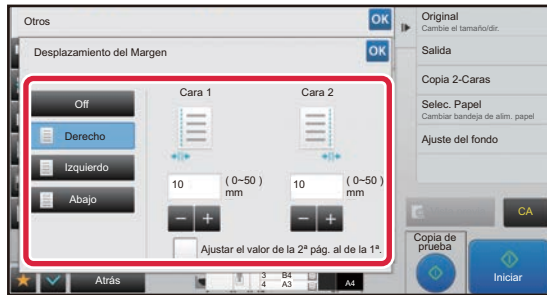 Otros
OK
Desplazamiento del Margen
OK
Off
Derecho
Izquierdo
Abajo
Cara 1
Cara 2
10
( 0~50 )
mm
10
( 0~50 )
mm
Ajustar el valor de la 2ª pág. al de la 1ª.
Atrás
3 B4
4 A3
A4
Original
Cambie el tamaño/dir.
Salida
Copia 2-Caras
Selec. Papel
Cambiar bandeja de alim. papel
Ajuste del fondo
CA
Copia de
prueba
Iniciar